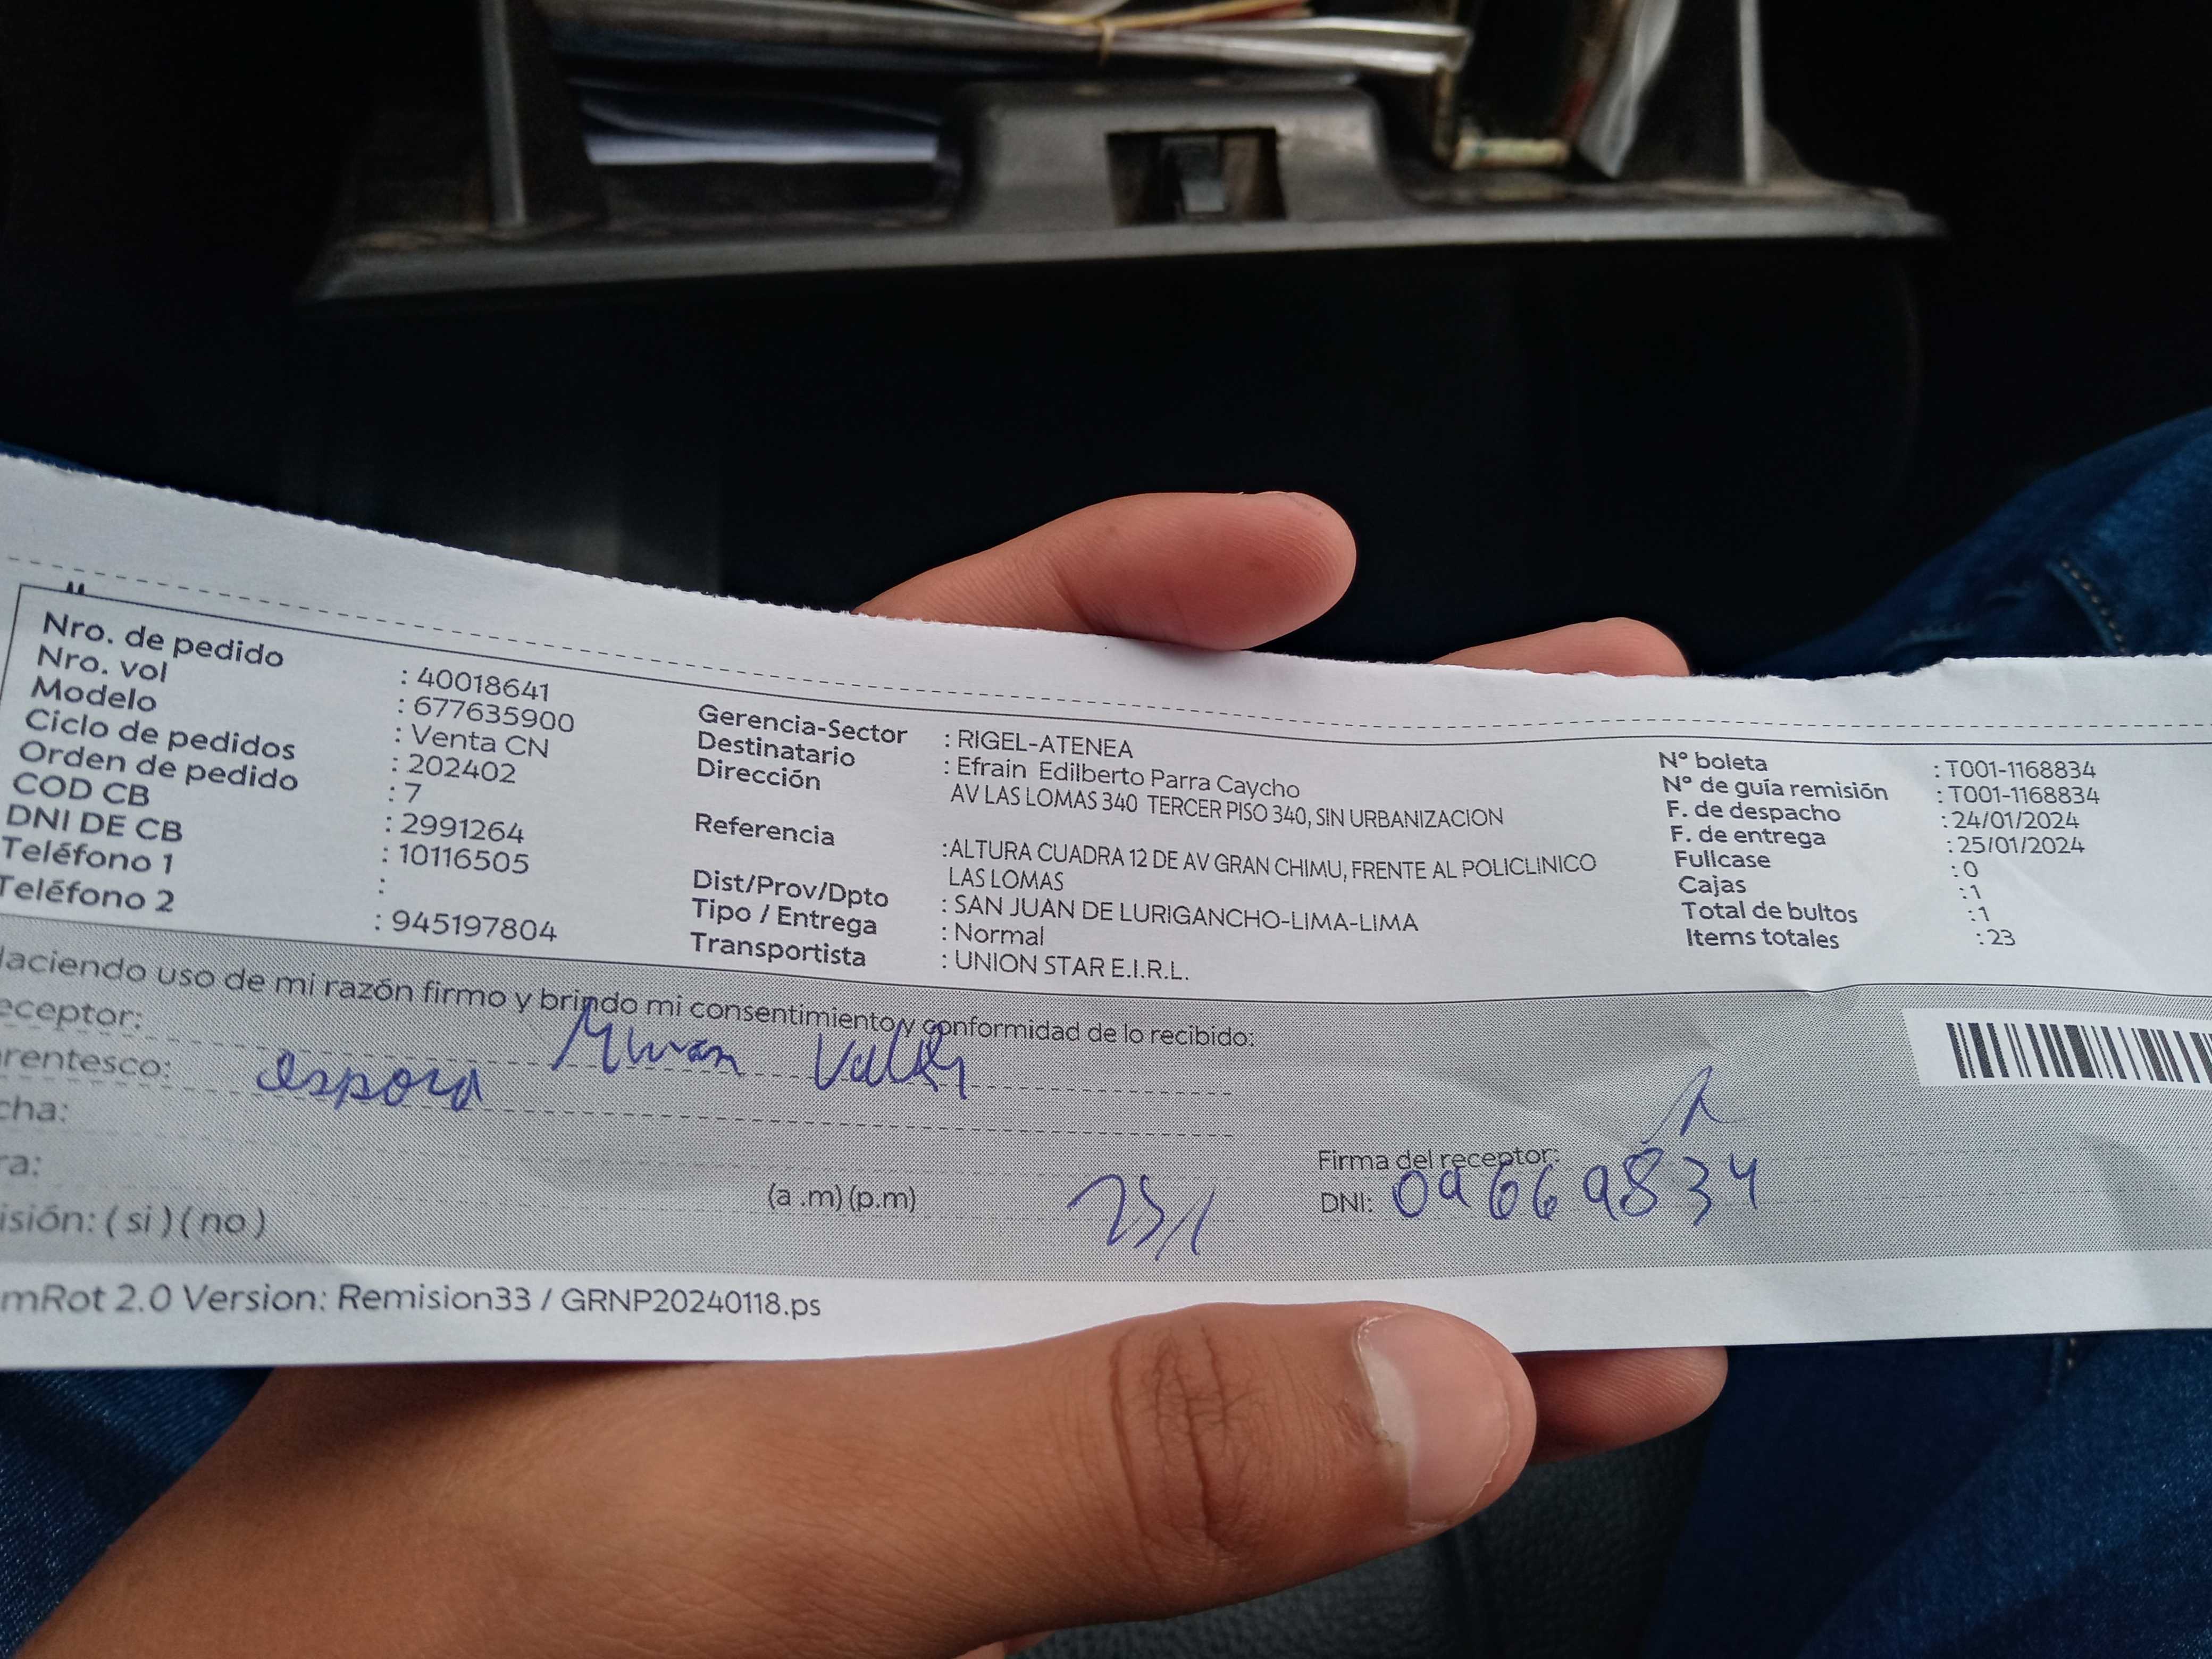 Nro. de pedido : 40018641
Nro. vol : 677635900
Modelo : Venta CN
Ciclo de pedidos : 202402
Orden de pedido : 7
COD CB : 2991264
DNI DE CB : 10116505
Teléfono 1 :
Teléfono 2 : 945197804
Gerencia-Sector : RIGEL-ATENEA
Destinatario : Efrain Edilberto Parra Caycho
Dirección AV LAS LOMAS 340 TERCER PISO 340, SIN URBANIZACION
Referencia :ALTURA CUADRA 12 DE AV GRAN CHIMU, FRENTE AL POLICLINICO
LAS LOMAS
Dist/Prov/Dpto : SAN JUAN DE LURIGANCHO-LIMA-LIMA
Tipo / Entrega : Normal
Transportista : UNION STAR E.I.R.L.
Nº boleta : T001-1168834
Nº de guía remisión : T001-1168834
F. de despacho : 24/01/2024
F. de entrega : 25/01/2024
Fullcase : 0
Cajas : 1
Total de bultos : 1
Items totales : 23
Haciendo uso de mi razón firmo y brindo mi consentimiento y conformidad de lo recibido:
eceptor:
rentesco: esposa
cha: 25/1
ra: (a .m) (p.m)
isión: ( si ) ( no )
Firma del receptor:
DNI: 09669834
mRot 2.0 Version: Remision33 / GRNP20240118.ps